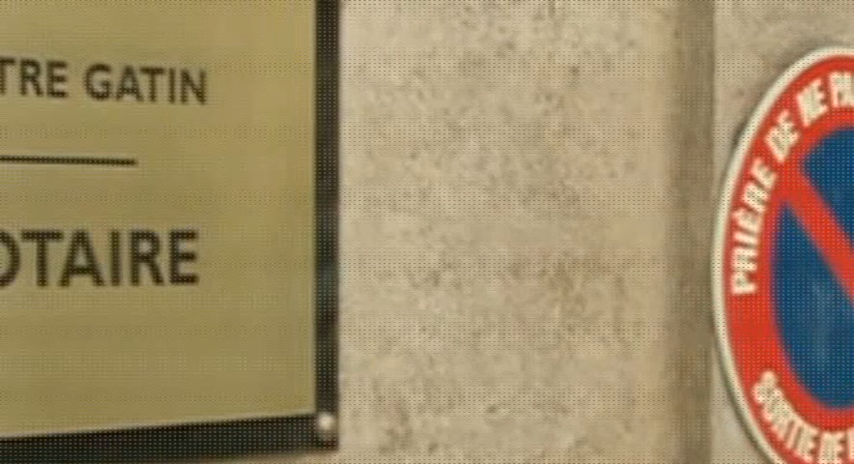 TRE GATIN
OTAIRE
PRIÈRE DE NE PA
SORTIE DE